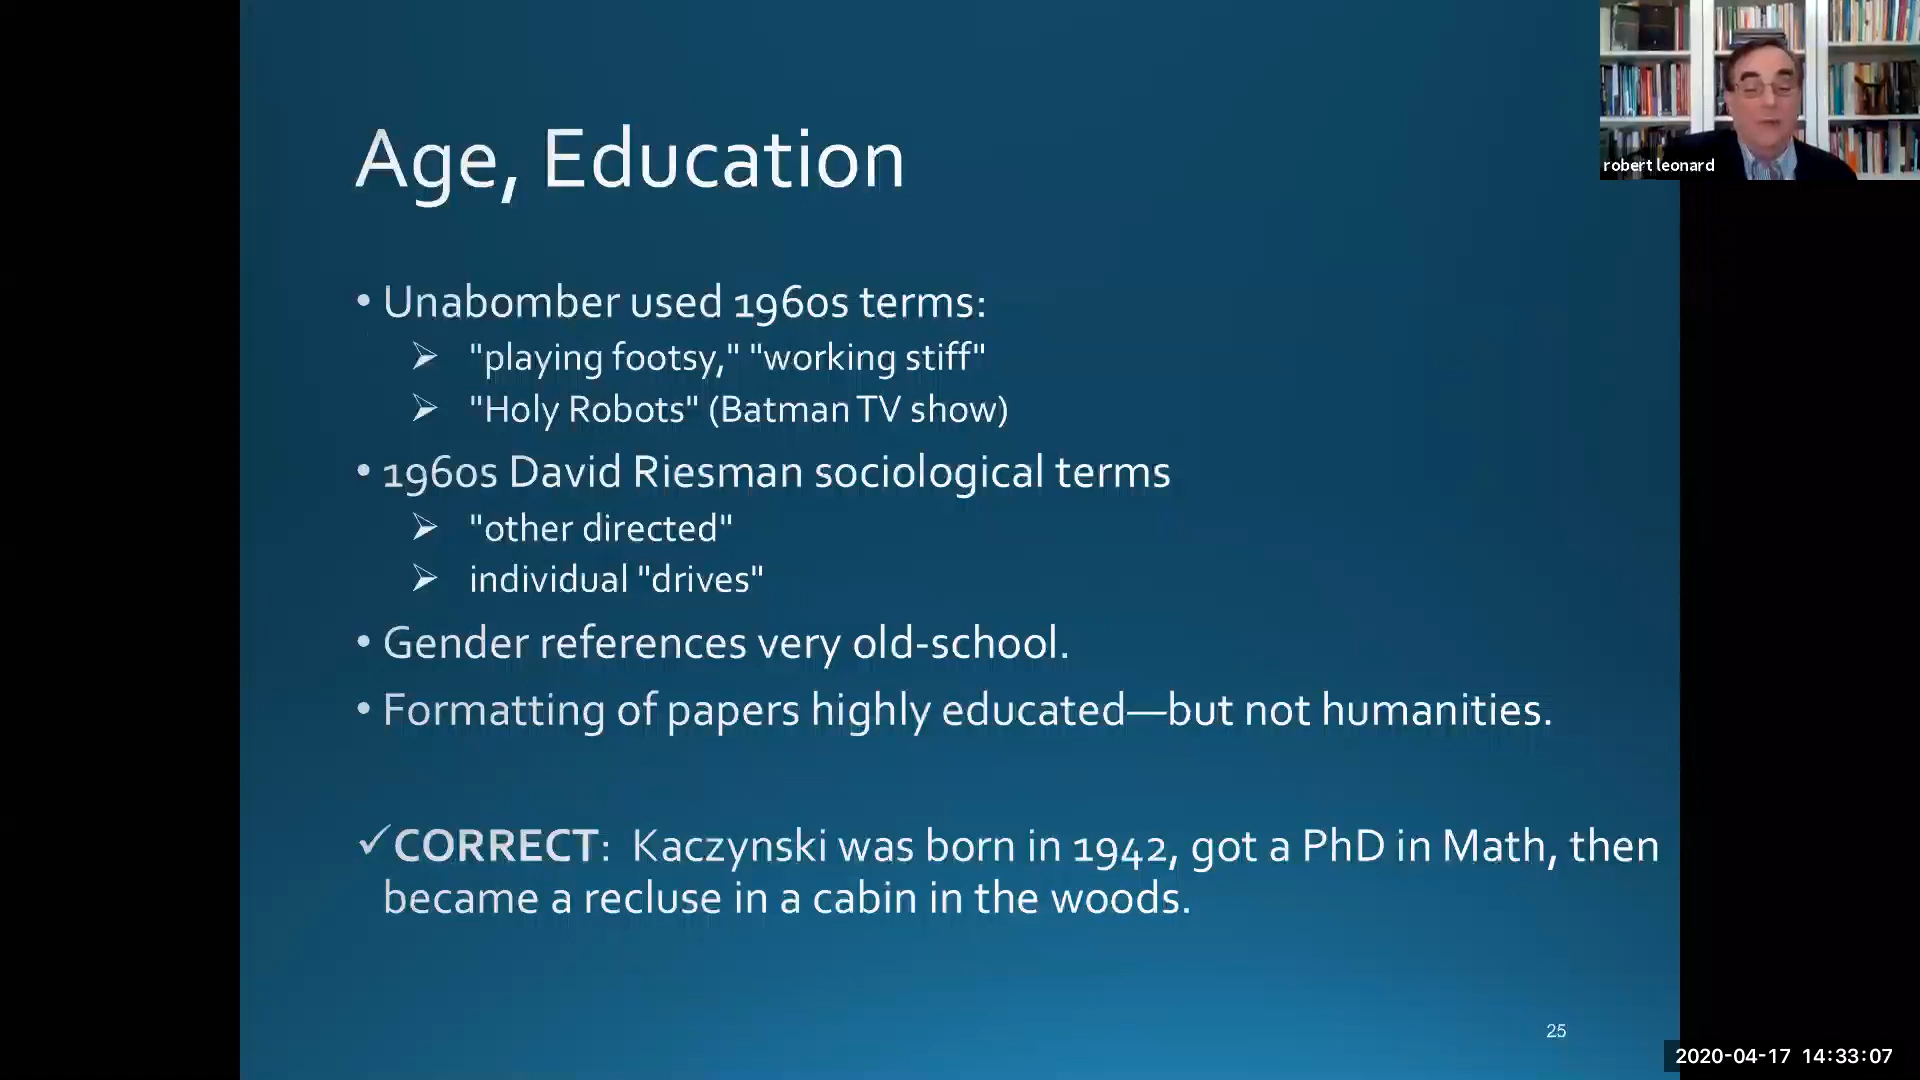 Age, Education
robert leonard
• Unabomber used 1960s terms:
➢ "playing footsy," "working stiff"
➢ "Holy Robots" (Batman TV show)
• 1960s David Riesman sociological terms
➢ "other directed"
➢ individual "drives"
• Gender references very old-school.
• Formatting of papers highly educated—but not humanities.
✓CORRECT: Kaczynski was born in 1942, got a PhD in Math, then
became a recluse in a cabin in the woods.
25
2020-04-17 14:33:07